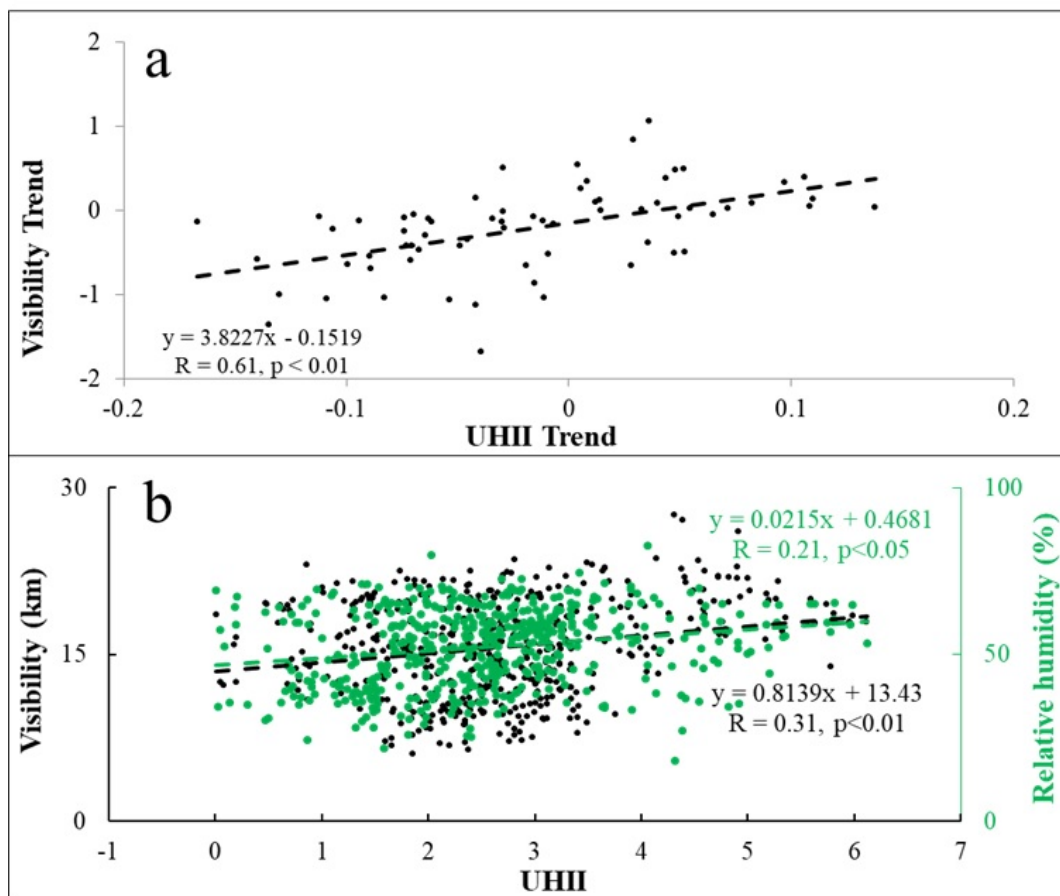 a
2
1
0
-1
-2
Visibility Trend
y = 3.8227x - 0.1519
R = 0.61, p < 0.01
-0.2
-0.1
0
0.1
0.2
UHII Trend
b
30
15
0
Visibility (km)
y = 0.0215x + 0.4681
R = 0.21, p<0.05
y = 0.8139x + 13.43
R = 0.31, p<0.01
100
50
0
Relative humidity (%)
-1
0
1
2
3
4
5
6
7
UHII